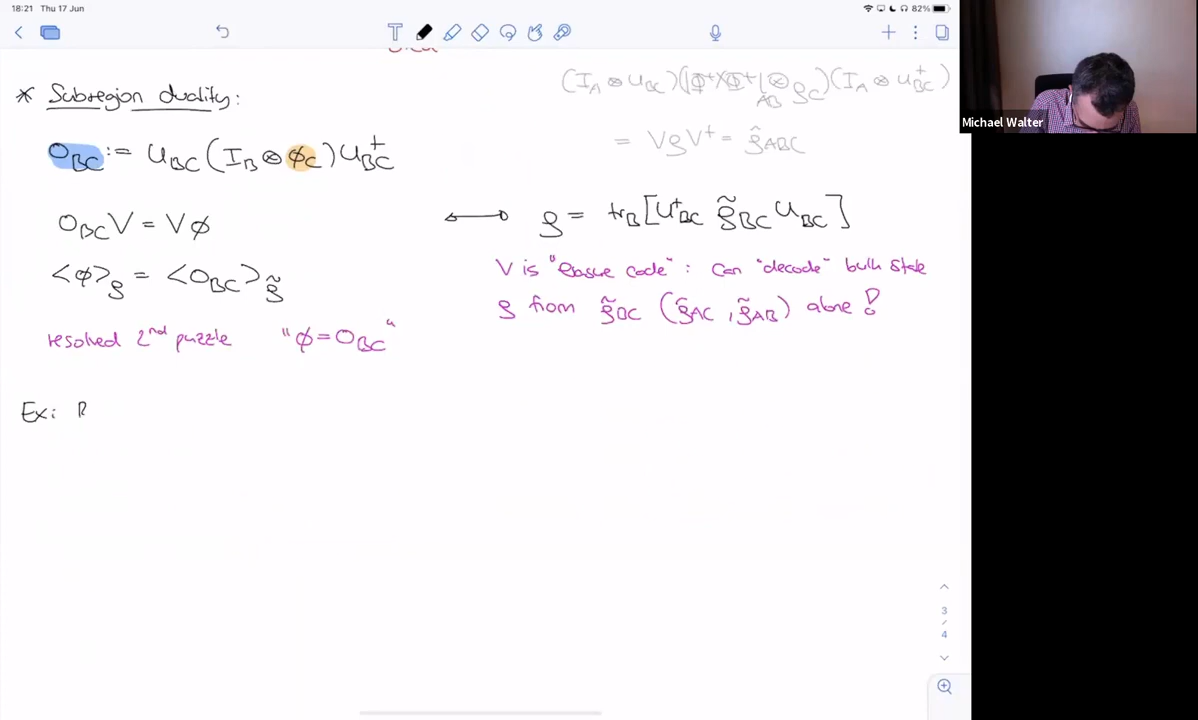 18:21 Thu 17 Jun
82%
Michael Walter
* Subregion duality:
(I_A ⊗ U_BC)(|Φ⁺⟩⟨Φ⁺|_AB ⊗ ρ_C)(I_A ⊗ U_BC†)
= VρV† = ρ̃_ABC
O_BC := U_BC (I_B ⊗ ϕ_C) U_BC†
O_BC V = V ϕ
⟷ ρ = tr_B [U†_BC ρ̃_BC U_BC]
<ϕ>_ρ = <O_BC>_ρ̃
V is "erasure code": can "decode" bulk state
ρ from ρ̃_BC (ρ̃_AC, ρ̃_AB) alone!
resolved 2nd puzzle "ϕ = O_BC"
Ex:
3
/
4